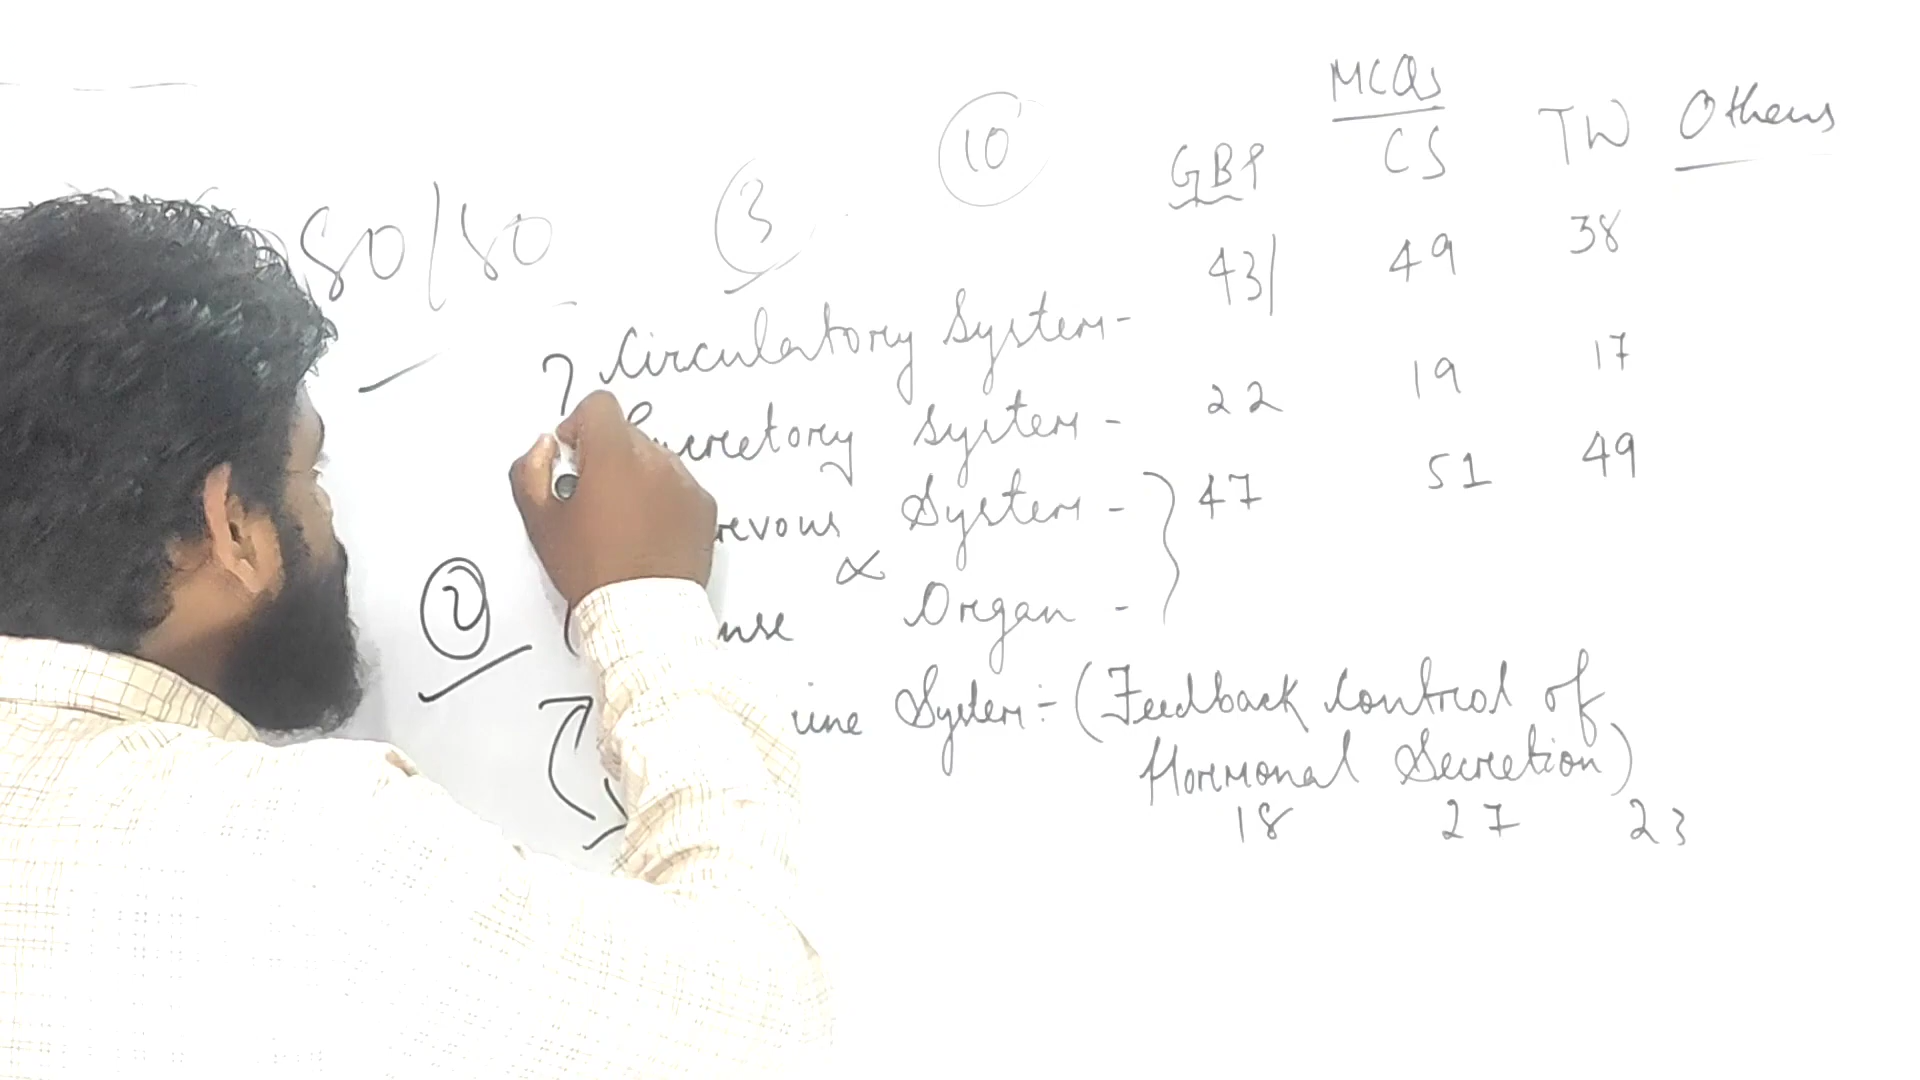 MCQs
GBP CS TW Others
80/80 3 10
43/ 49 38
Circulatory System-
22 19 17
Excretory System -
47 51 49
System -
&
Organ -
2
System :- (Feedback control of
Hormonal Secretion)
18 27 23